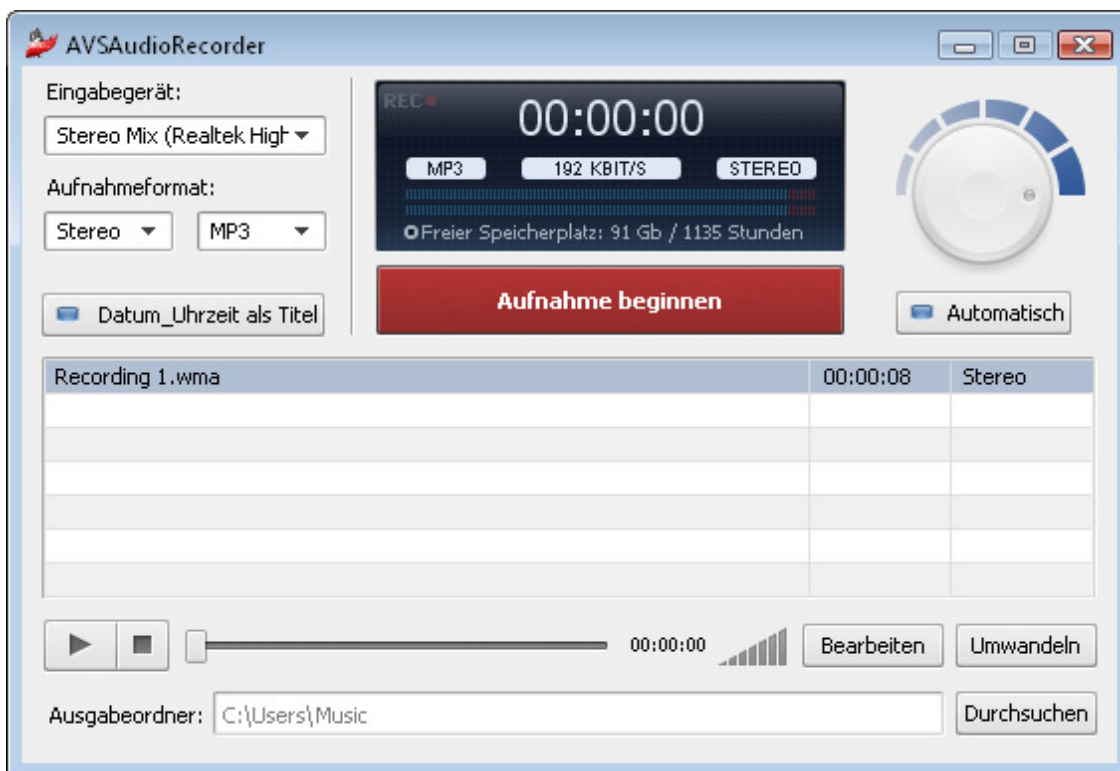 AVSAudioRecorder
Eingabegerät:
Stereo Mix (Realtek High
Aufnahmeformat:
Stereo MP3
Datum_Uhrzeit als Titel
REC
00:00:00
MP3 192 KBIT/S STEREO
Freier Speicherplatz: 91 Gb / 1135 Stunden
Aufnahme beginnen
Automatisch
Recording 1.wma 00:00:08 Stereo
00:00:00 Bearbeiten Umwandeln
Ausgabeordner: C:\Users\Music Durchsuchen